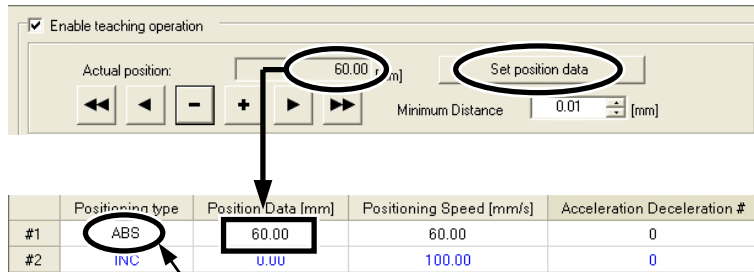 Enable teaching operation
Actual position: 60.00 [mm] Set position data
- + Minimum Distance 0.01 [mm]
Positioning type Position Data [mm] Positioning Speed [mm/s] Acceleration Deceleration #
#1 ABS 60.00 60.00 0
#2 INC 0.00 100.00 0